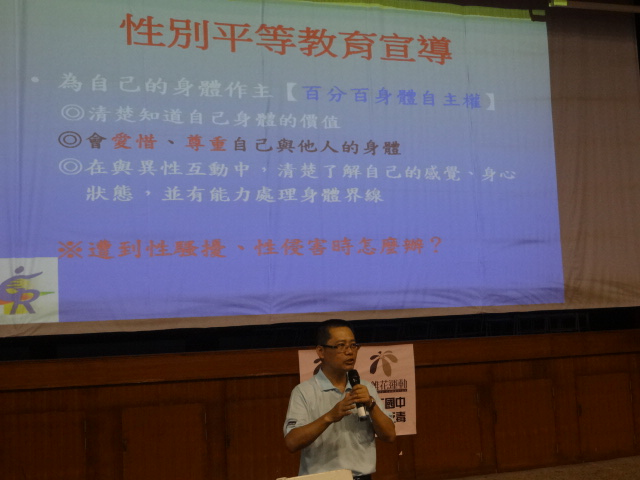 性別平等教育宣導
• 為自己的身體作主【百分百身體自主權】
◎清楚知道自己身體的價值
◎會愛惜、尊重自己與他人的身體
◎在與異性互動中，清楚了解自己的感覺、身心
狀態，並有能力處理身體界線
※遭到性騷擾、性侵害時怎麼辦？
花運動
國中
清